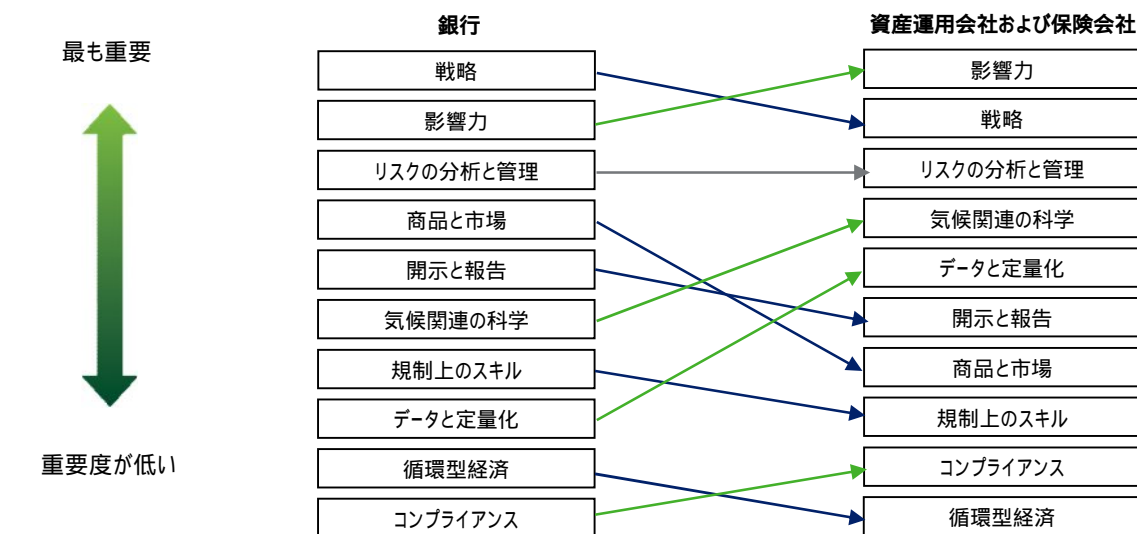 最も重要
重要度が低い
銀行
戦略
影響力
リスクの分析と管理
商品と市場
開示と報告
気候関連の科学
規制上のスキル
データと定量化
循環型経済
コンプライアンス
資産運用会社および保険会社
影響力
戦略
リスクの分析と管理
気候関連の科学
データと定量化
開示と報告
商品と市場
規制上のスキル
コンプライアンス
循環型経済